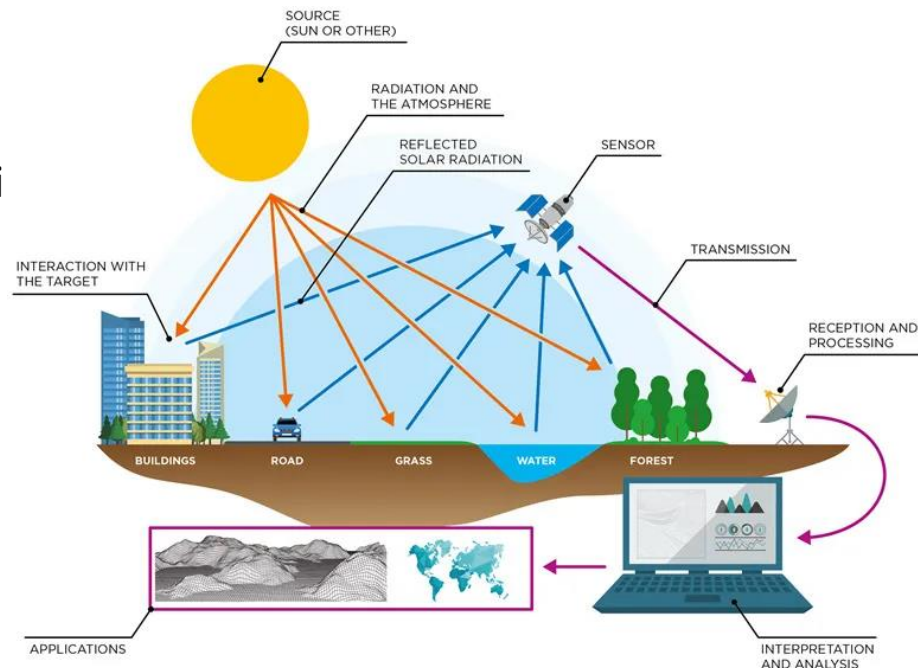 SOURCE
(SUN OR OTHER)
RADIATION AND
THE ATMOSPHERE
REFLECTED
SOLAR RADIATION
SENSOR
i
INTERACTION WITH
THE TARGET
TRANSMISSION
RECEPTION AND
PROCESSING
BUILDINGS
ROAD
GRASS
WATER
FOREST
APPLICATIONS
INTERPRETATION
AND ANALYSIS